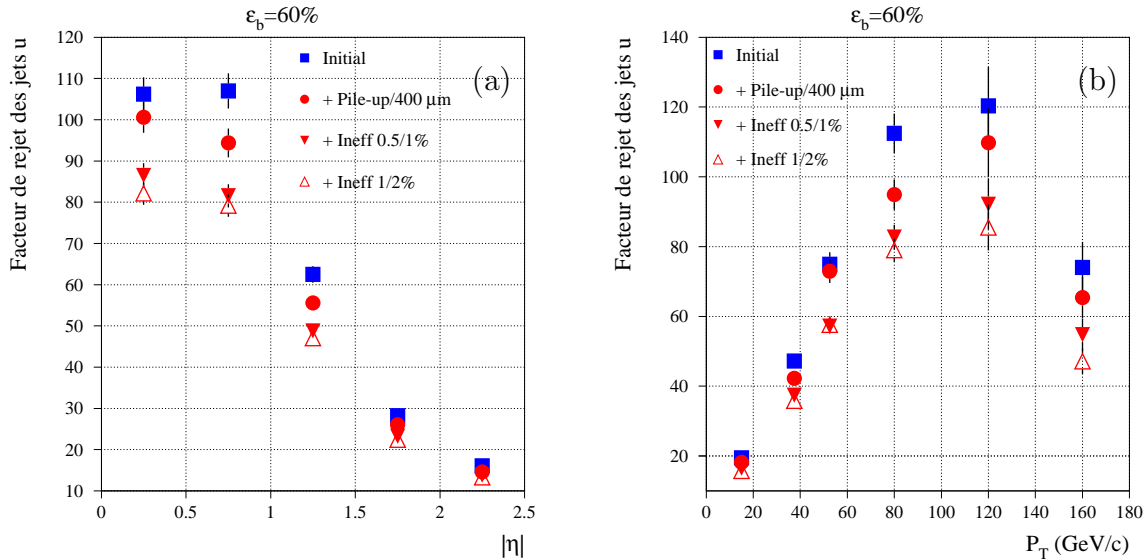 ε_b=60%
Facteur de rejet des jets u
120
110
100
90
80
70
60
50
40
30
20
10
0
0.5
1
1.5
2
2.5
|η|
Initial
+ Pile-up/400 μm
+ Ineff 0.5/1%
+ Ineff 1/2%
(a)
ε_b=60%
Facteur de rejet des jets u
140
120
100
80
60
40
20
0
20
40
60
80
100
120
140
160
180
P_T (GeV/c)
Initial
+ Pile-up/400 μm
+ Ineff 0.5/1%
+ Ineff 1/2%
(b)